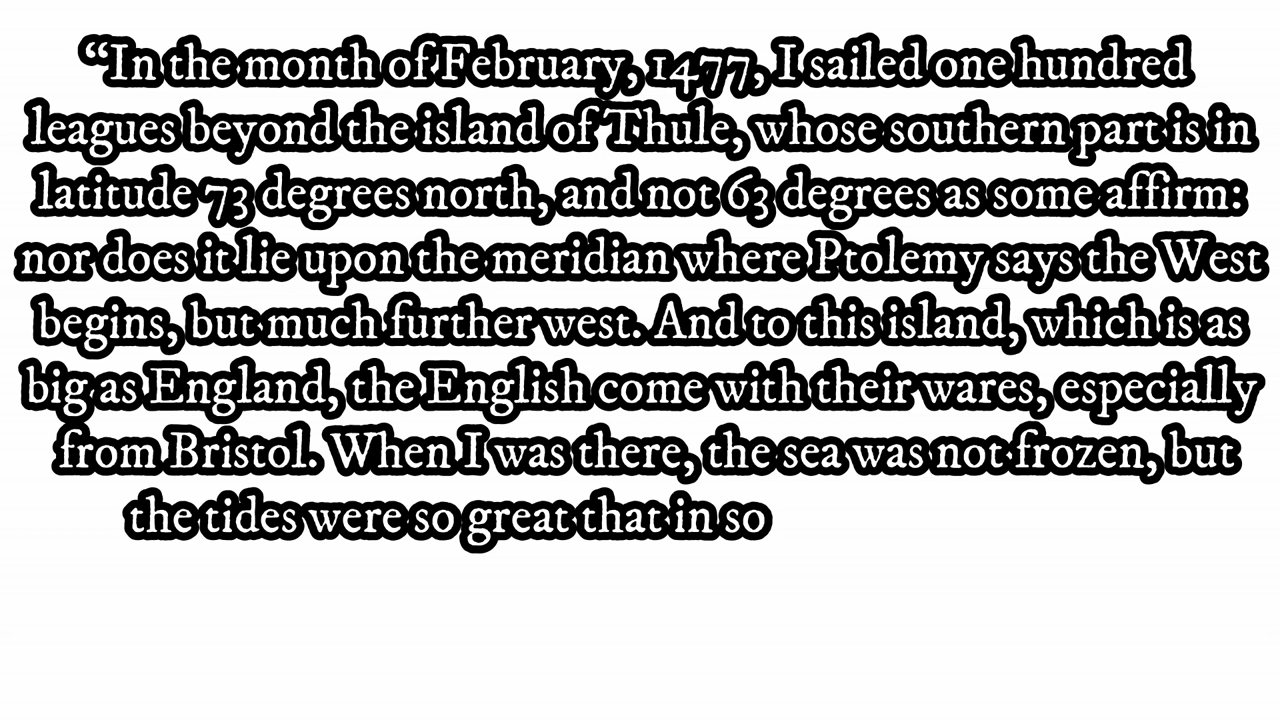 “In the month of February, 1477, I sailed one hundred
leagues beyond the island of Thule, whose southern part is in
latitude 73 degrees north, and not 63 degrees as some affirm:
nor does it lie upon the meridian where Ptolemy says the West
begins, but much further west. And to this island, which is as
big as England, the English come with their wares, especially
from Bristol. When I was there, the sea was not frozen, but
the tides were so great that in so